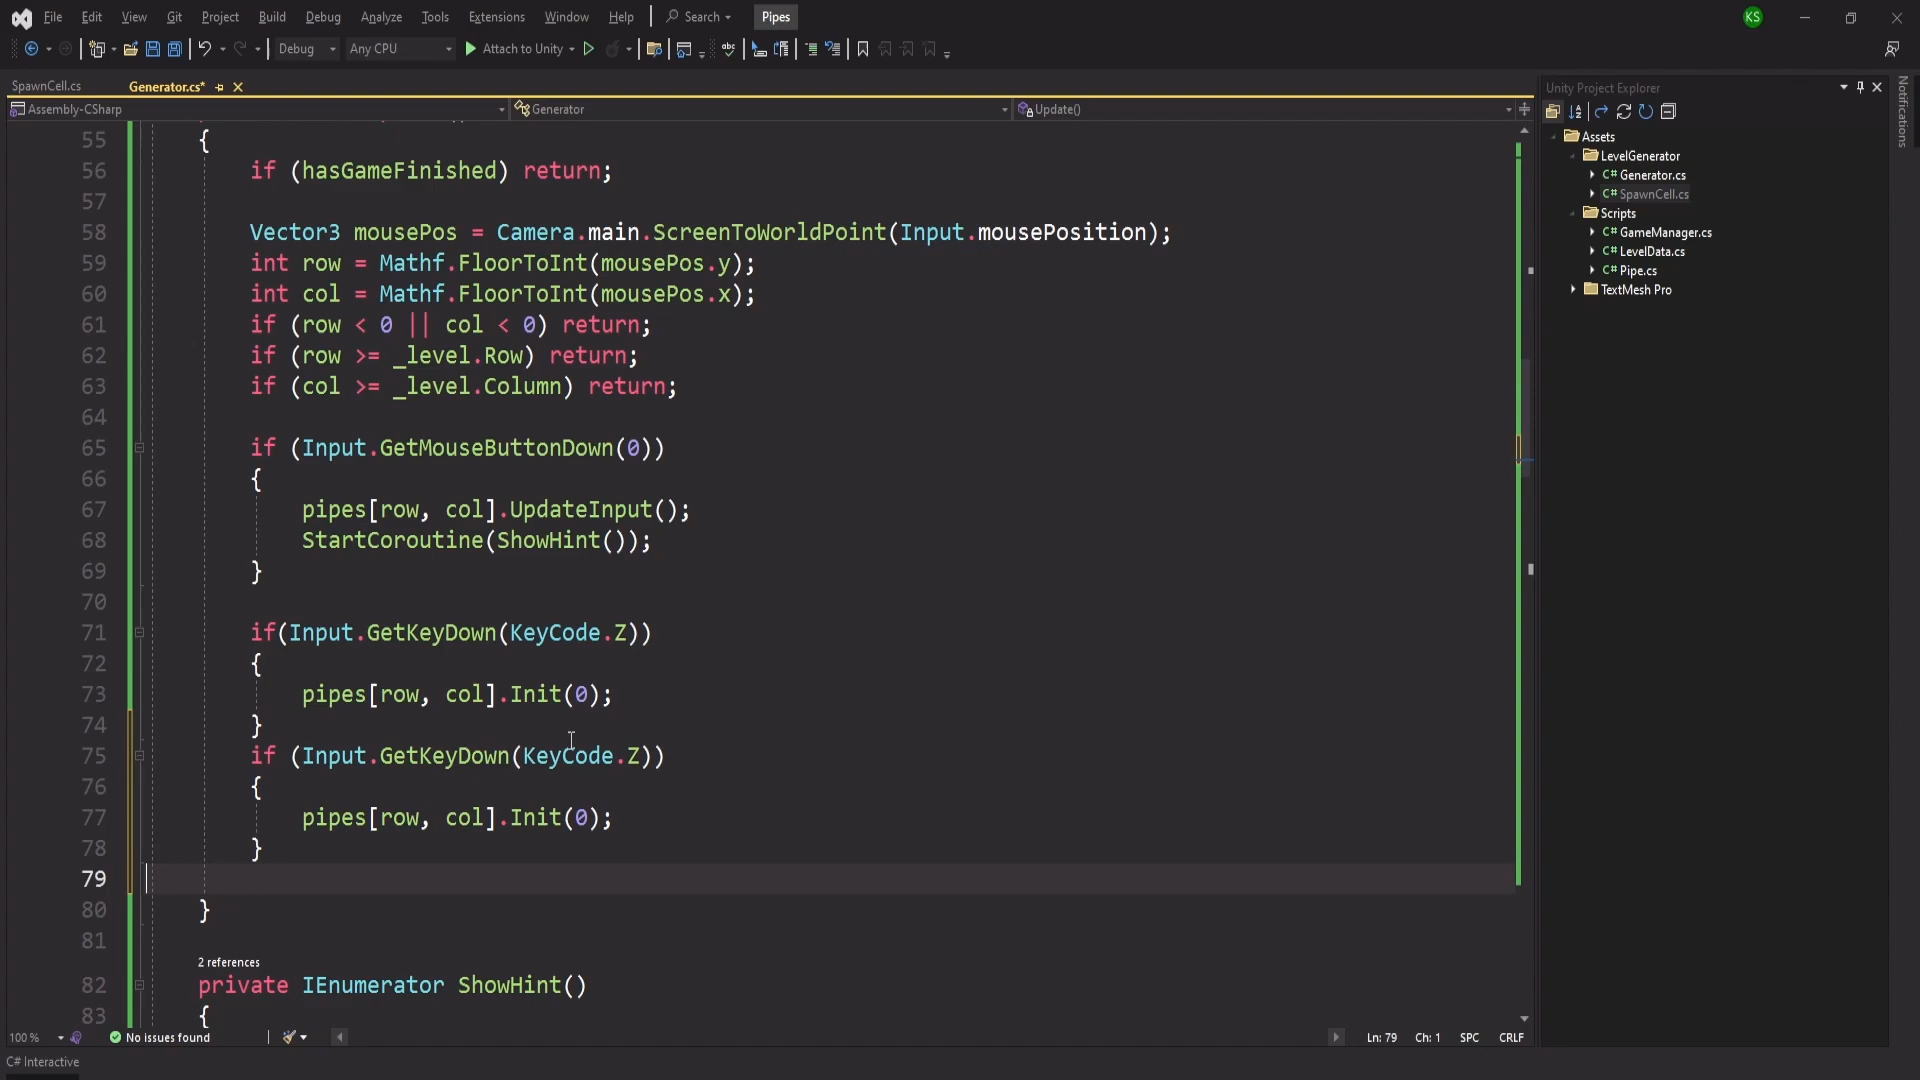 File Edit View Git Project Build Debug Analyze Tools Extensions Window Help Search Pipes KS
Debug Any CPU Attach to Unity
SpawnCell.cs Generator.cs*
Assembly-CSharp Generator Update()
55 {
56 if (hasGameFinished) return;
57
58 Vector3 mousePos = Camera.main.ScreenToWorldPoint(Input.mousePosition);
59 int row = Mathf.FloorToInt(mousePos.y);
60 int col = Mathf.FloorToInt(mousePos.x);
61 if (row < 0 || col < 0) return;
62 if (row >= _level.Row) return;
63 if (col >= _level.Column) return;
64
65 if (Input.GetMouseButtonDown(0))
66 {
67 pipes[row, col].UpdateInput();
68 StartCoroutine(ShowHint());
69 }
70
71 if(Input.GetKeyDown(KeyCode.Z))
72 {
73 pipes[row, col].Init(0);
74 }
75 if (Input.GetKeyDown(KeyCode.Z))
76 {
77 pipes[row, col].Init(0);
78 }
79
80 }
81
2 references
82 private IEnumerator ShowHint()
83 {
100 % No issues found Ln: 79 Ch: 1 SPC CRLF
C# Interactive
Unity Project Explorer
Assets
LevelGenerator
C# Generator.cs
C# SpawnCell.cs
Scripts
C# GameManager.cs
C# LevelData.cs
C# Pipe.cs
TextMesh Pro
Notifications